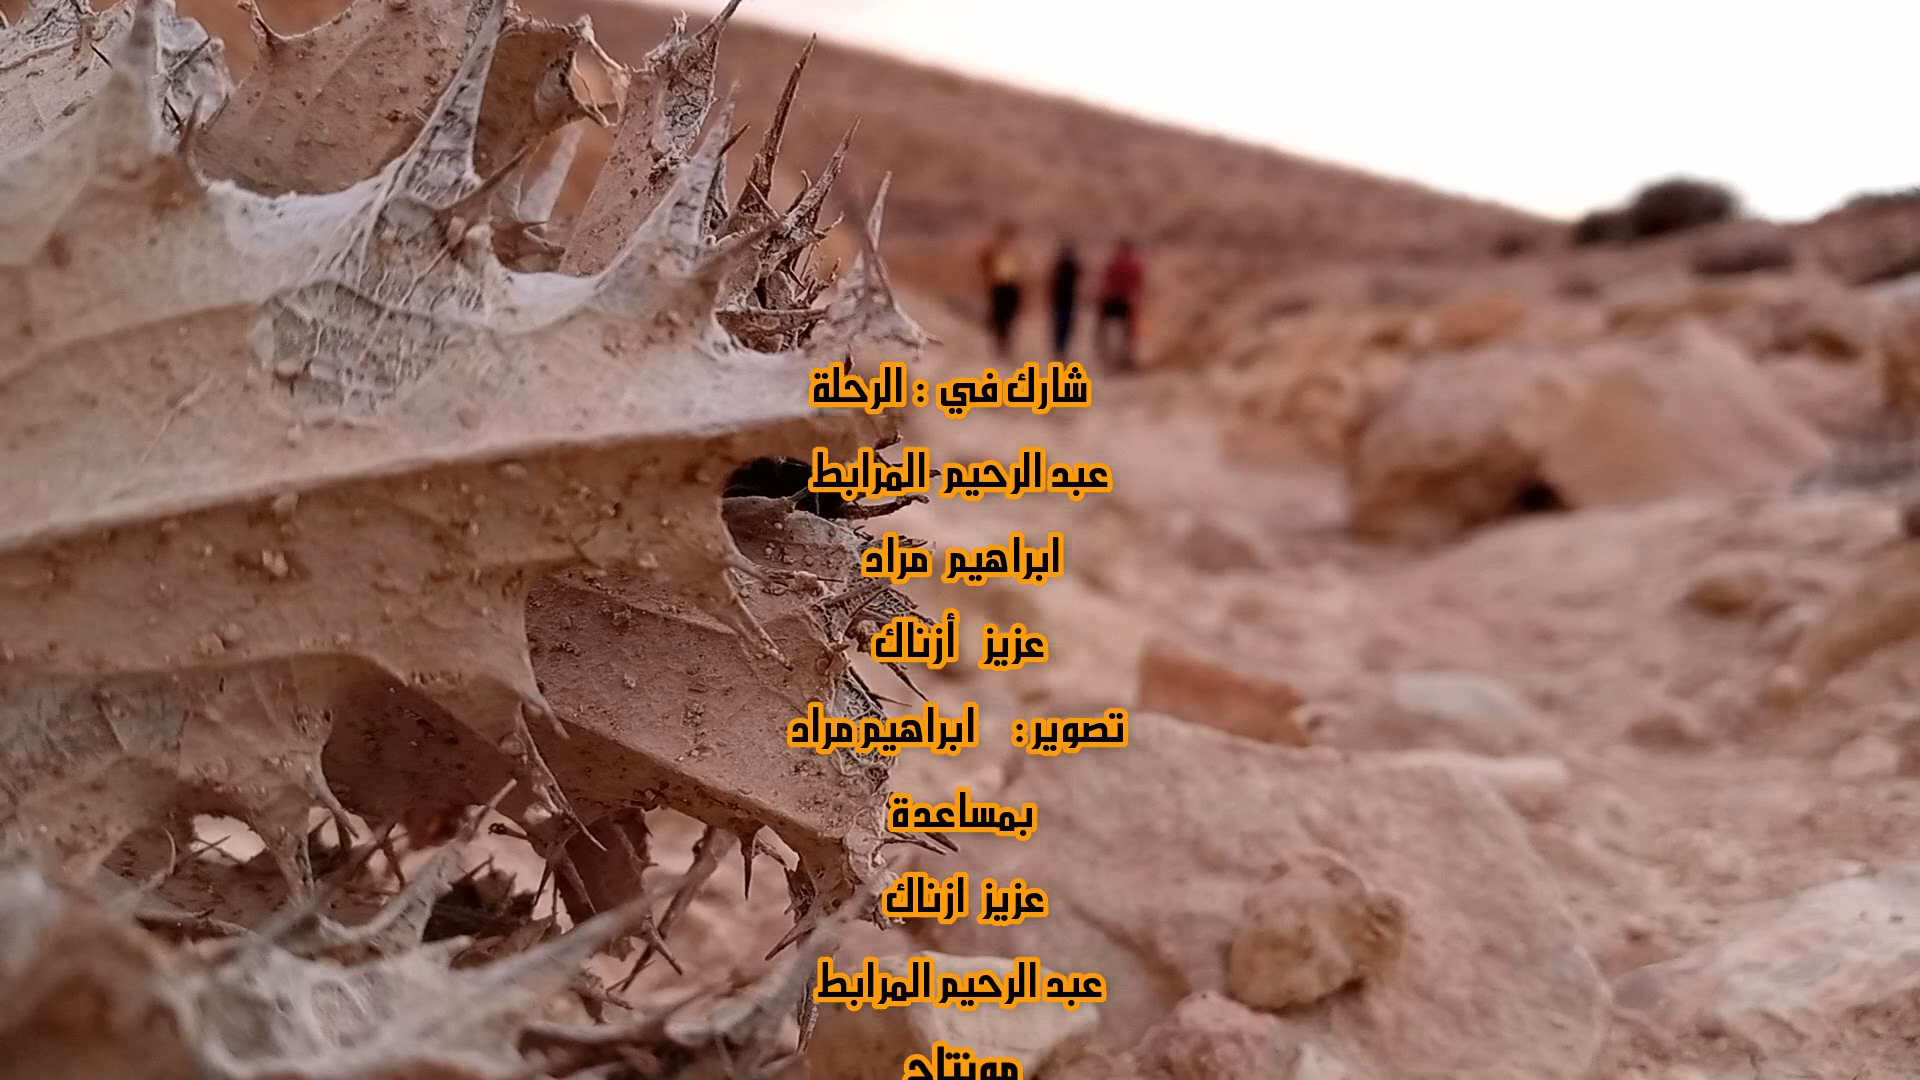 شارك في : الرحلة
عبد الرحيم المرابط
ابراهيم مراد
عزيز أزناك
تصوير : ابراهيم مراد
بمساعدة
عزيز ازناك
عبد الرحيم المرابط
مونتاج